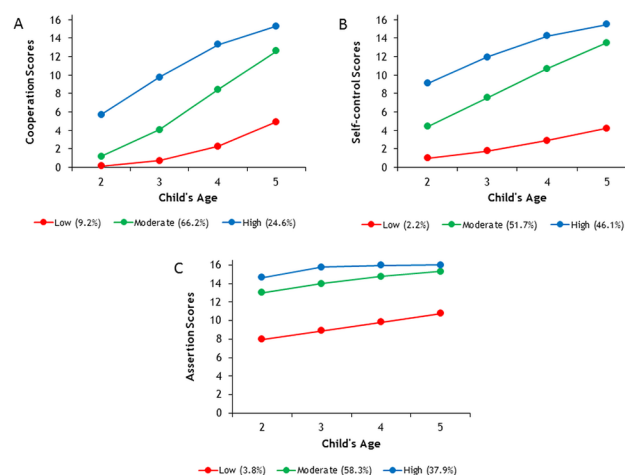 A
Cooperation Scores
16
14
12
10
8
6
4
2
0
2 3 4 5
Child's Age
Low (9.2%) Moderate (66.2%) High (24.6%)
B
Self-control Scores
16
14
12
10
8
6
4
2
0
2 3 4 5
Child's Age
Low (2.2%) Moderate (51.7%) High (46.1%)
C
Assertion Scores
16
14
12
10
8
6
4
2
0
2 3 4 5
Child's Age
Low (3.8%) Moderate (58.3%) High (37.9%)